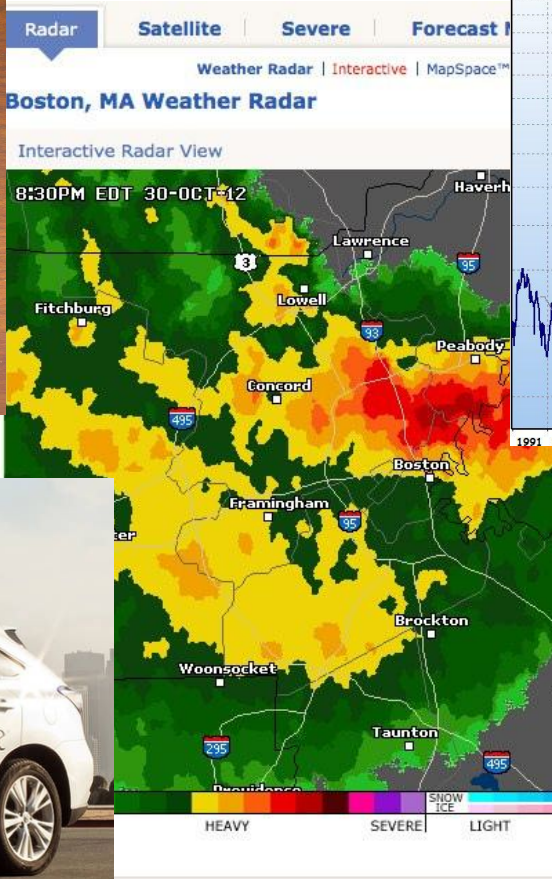 Radar Satellite Severe Forecast
Weather Radar | Interactive | MapSpace™
Boston, MA Weather Radar
Interactive Radar View
8:30PM EDT 30-OCT-12
Haverh
Lawrence
3
95
Lowell
Fitchburg
93
Peabody
Concord
495
Boston
Framingham
95
ter
Brockton
Woonsocket
Taunton
295
495
SNOW
ICE
HEAVY SEVERE LIGHT
1991